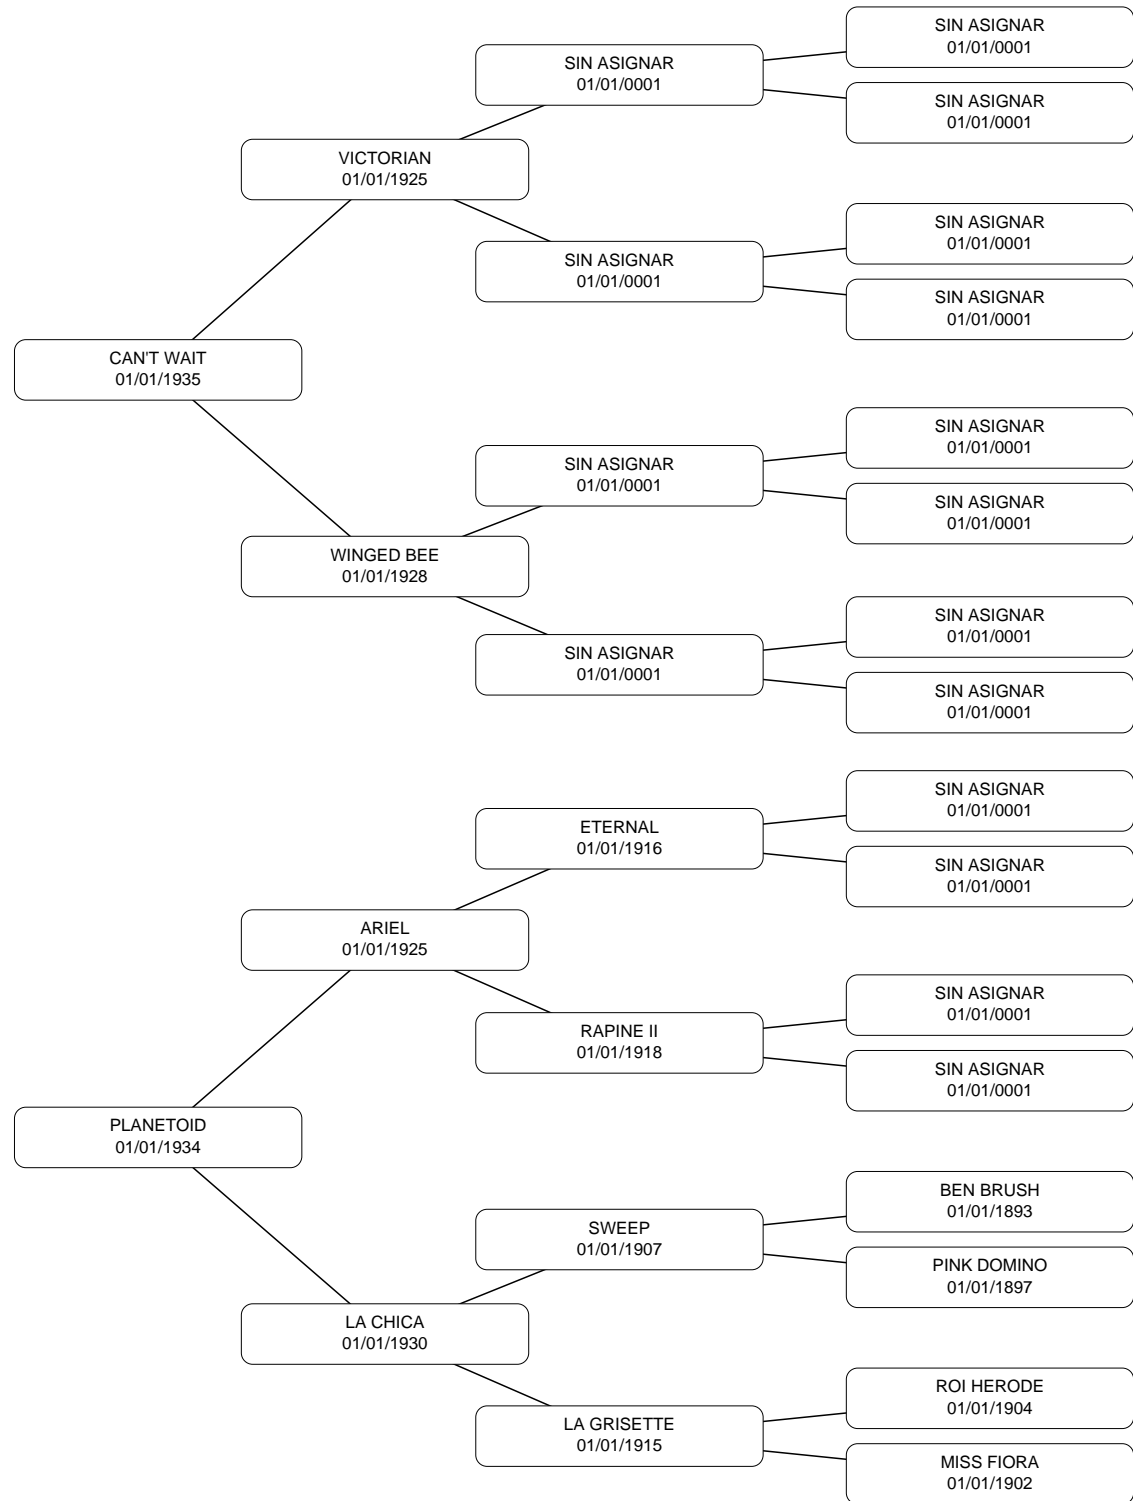 SIN ASIGNAR
01/01/0001
SIN ASIGNAR
01/01/0001
SIN ASIGNAR
01/01/0001
VICTORIAN
01/01/1925
SIN ASIGNAR
01/01/0001
SIN ASIGNAR
01/01/0001
SIN ASIGNAR
01/01/0001
CAN'T WAIT
01/01/1935
SIN ASIGNAR
01/01/0001
SIN ASIGNAR
01/01/0001
SIN ASIGNAR
01/01/0001
WINGED BEE
01/01/1928
SIN ASIGNAR
01/01/0001
SIN ASIGNAR
01/01/0001
SIN ASIGNAR
01/01/0001
SIN ASIGNAR
01/01/0001
ETERNAL
01/01/1916
SIN ASIGNAR
01/01/0001
ARIEL
01/01/1925
SIN ASIGNAR
01/01/0001
RAPINE II
01/01/1918
SIN ASIGNAR
01/01/0001
PLANETOID
01/01/1934
BEN BRUSH
01/01/1893
SWEEP
01/01/1907
PINK DOMINO
01/01/1897
LA CHICA
01/01/1930
ROI HERODE
01/01/1904
LA GRISETTE
01/01/1915
MISS FIORA
01/01/1902